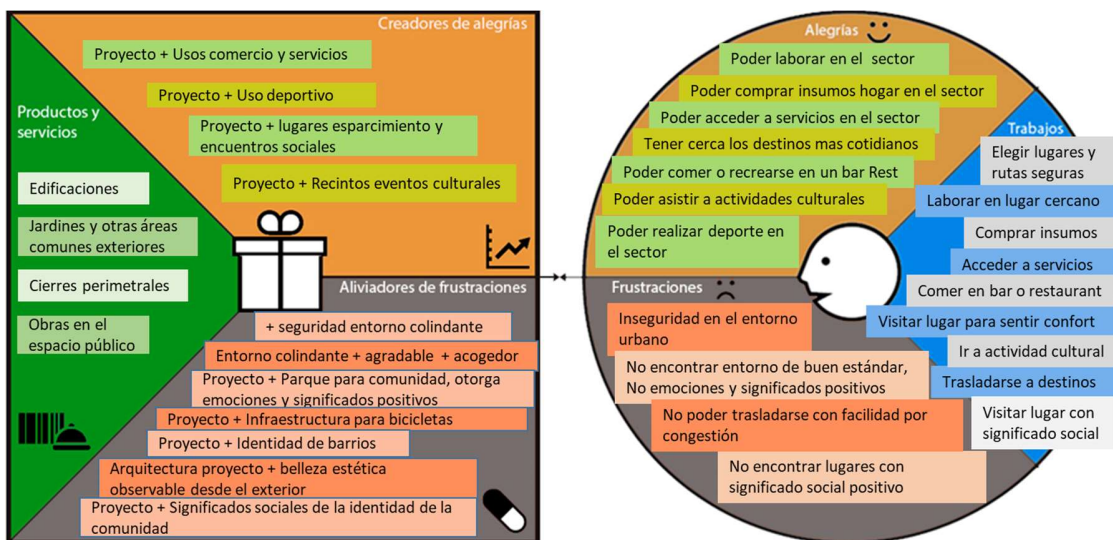 Creadores de alegrías
Proyecto + Usos comercio y servicios
Proyecto + Uso deportivo
Proyecto + lugares esparcimiento y
encuentros sociales
Proyecto + Recintos eventos culturales
Productos y
servicios
Edificaciones
Jardines y otras áreas
comunes exteriores
Cierres perimetrales
Obras en el
espacio público
Aliviadores de frustraciones
+ seguridad entorno colindante
Entorno colindante + agradable + acogedor
Proyecto + Parque para comunidad, otorga
emociones y significados positivos
Proyecto + Infraestructura para bicicletas
Proyecto + Identidad de barrios
Arquitectura proyecto + belleza estética
observable desde el exterior
Proyecto + Significados sociales de la identidad de la
comunidad
Alegrías
Poder laborar en el sector
Poder comprar insumos hogar en el sector
Poder acceder a servicios en el sector
Tener cerca los destinos mas cotidianos
Poder comer o recrearse en un bar Rest
Poder asistir a actividades culturales
Poder realizar deporte en
el sector
Trabajos
Elegir lugares y
rutas seguras
Laborar en lugar cercano
Comprar insumos
Acceder a servicios
Comer en bar o restaurant
Visitar lugar para sentir confort
Ir a actividad cultural
Trasladarse a destinos
Visitar lugar con
significado social
Frustraciones
Inseguridad en el entorno
urbano
No encontrar entorno de buen estándar,
No emociones y significados positivos
No poder trasladarse con facilidad por
congestión
No encontrar lugares con
significado social positivo